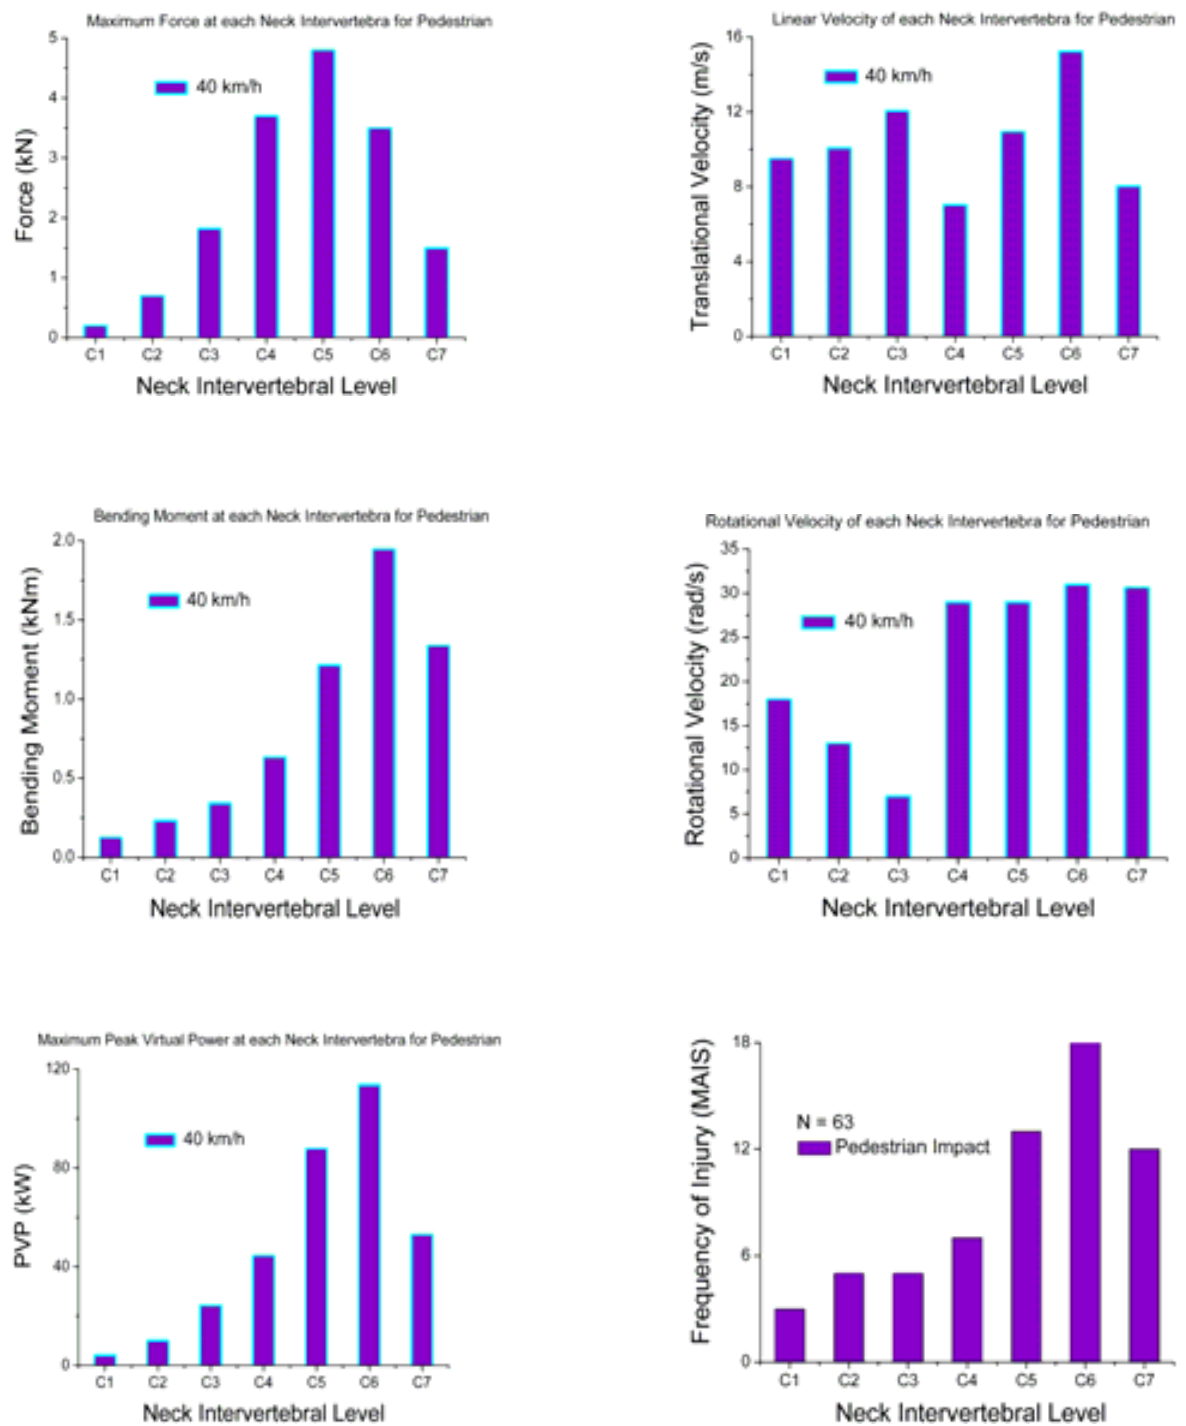 Maximum Force at each Neck Intervertebra for Pedestrian
5
4
3
2
1
0
Force (kN)
40 km/h
C1 C2 C3 C4 C5 C6 C7
Neck Intervertebral Level
Linear Velocity of each Neck Intervertebra for Pedestrian
16
12
8
4
0
Translational Velocity (m/s)
40 km/h
C1 C2 C3 C4 C5 C6 C7
Neck Intervertebral Level
Bending Moment at each Neck Intervertebra for Pedestrian
2.0
1.5
1.0
0.5
0.0
Bending Moment (kNm)
40 km/h
C1 C2 C3 C4 C5 C6 C7
Neck Intervertebral Level
Rotational Velocity of each Neck Intervertebra for Pedestrian
35
30
25
20
15
10
5
0
Rotational Velocity (rad/s)
40 km/h
C1 C2 C3 C4 C5 C6 C7
Neck Intervertebral Level
Maximum Peak Virtual Power at each Neck Intervertebra for Pedestrian
120
80
40
0
PVP (kW)
40 km/h
C1 C2 C3 C4 C5 C6 C7
Neck Intervertebral Level
18
12
6
0
Frequency of Injury (MAIS)
N = 63
Pedestrian Impact
C1 C2 C3 C4 C5 C6 C7
Neck Intervertebral Level